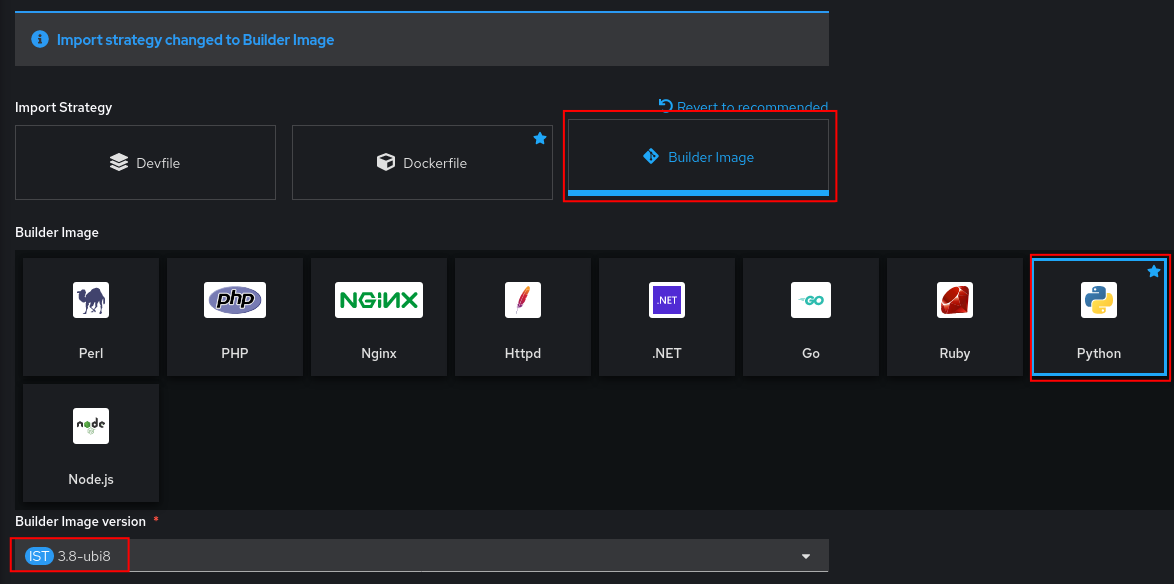 Import strategy changed to Builder Image
Import Strategy
Revert to recommended
Devfile
Dockerfile
Builder Image
Builder Image
php
NGINX
.NET
GO
node
Perl
PHP
Nginx
Httpd
.NET
Go
Ruby
Python
Node.js
Builder Image version *
IST 3.8-ubi8